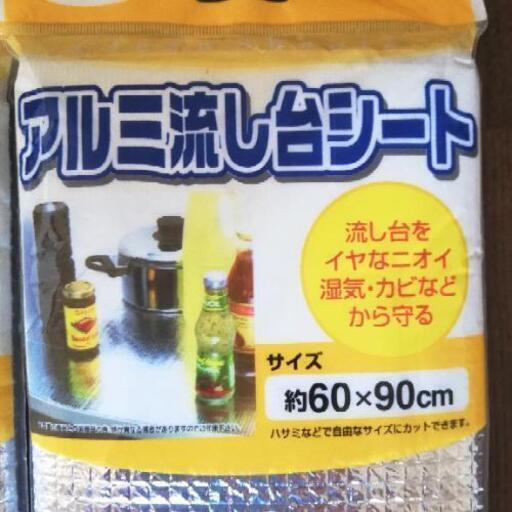 アルミ流し台シート
流し台を
イヤなニオイ
湿気・カビなど
から守る
サイズ
約60×90cm
ハサミなどで自由なサイズにカットできます。